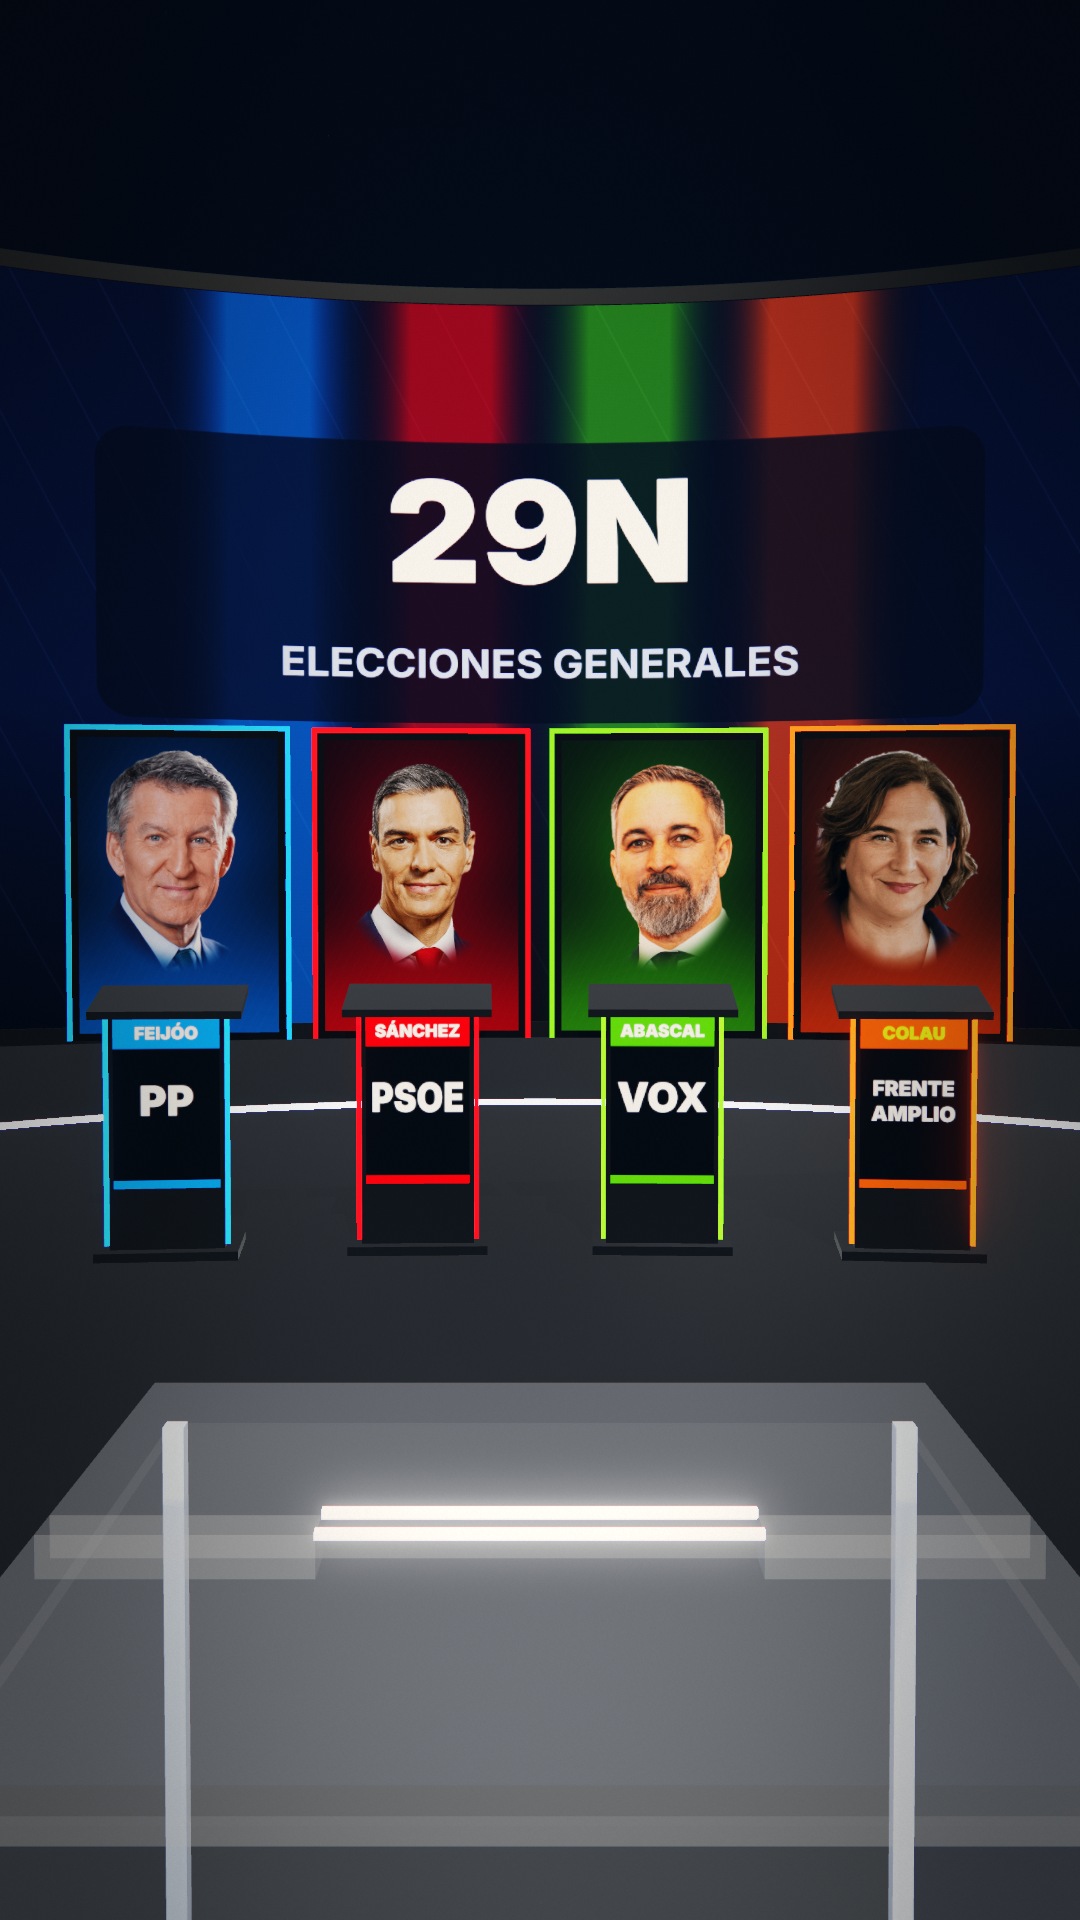 29N
ELECCIONES GENERALES
FEIJÓO
SÁNCHEZ
ABASCAL
COLAU
PP
PSOE
VOX
FRENTE
AMPLIO